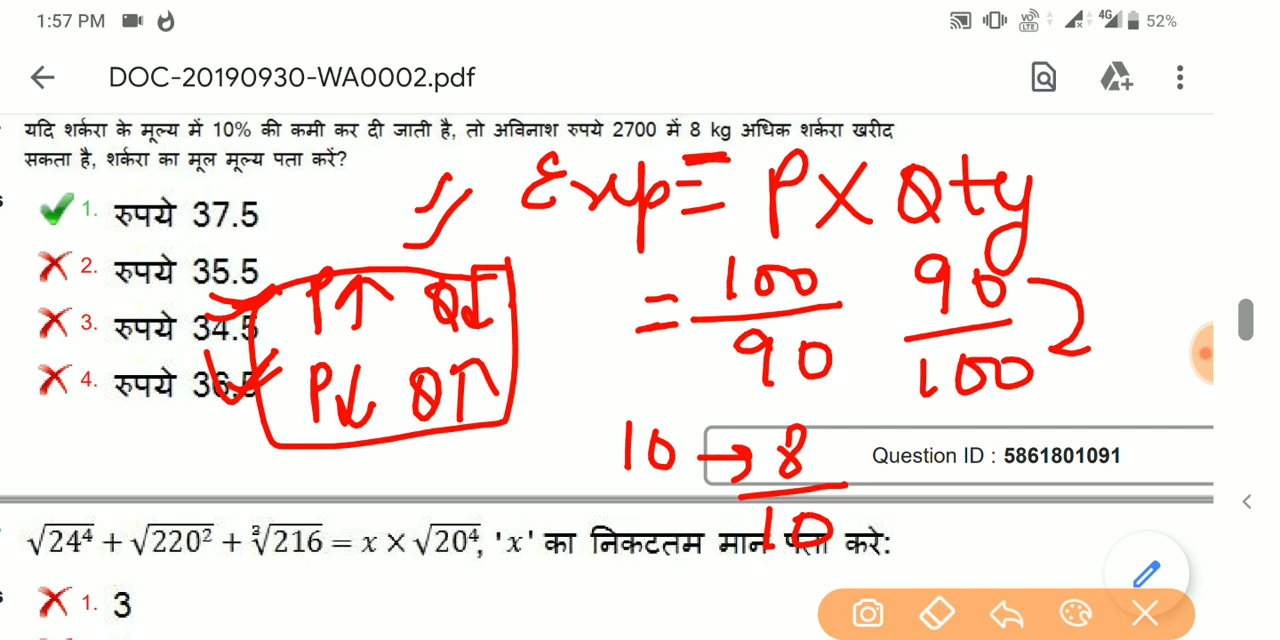 1:57 PM VO LTE 4G 52%
DOC-20190930-WA0002.pdf
यदि शर्करा के मूल्य में 10% की कमी कर दी जाती है, तो अविनाश रुपये 2700 में 8 kg अधिक शर्करा खरीद
सकता है, शर्करा का मूल मूल्य पता करें?
Exp = P X Qty
1. रुपये 37.5
2. रुपये 35.5
3. रुपये 34.5
4. रुपये 36.5
P↑ Q↓
P↓ Q↑
= 100/90 90/100
10 → 8/10
Question ID : 5861801091
√24⁴ + √220² + ∛216 = x × √20⁴, 'x' का निकटतम मान पता करे:
1. 3